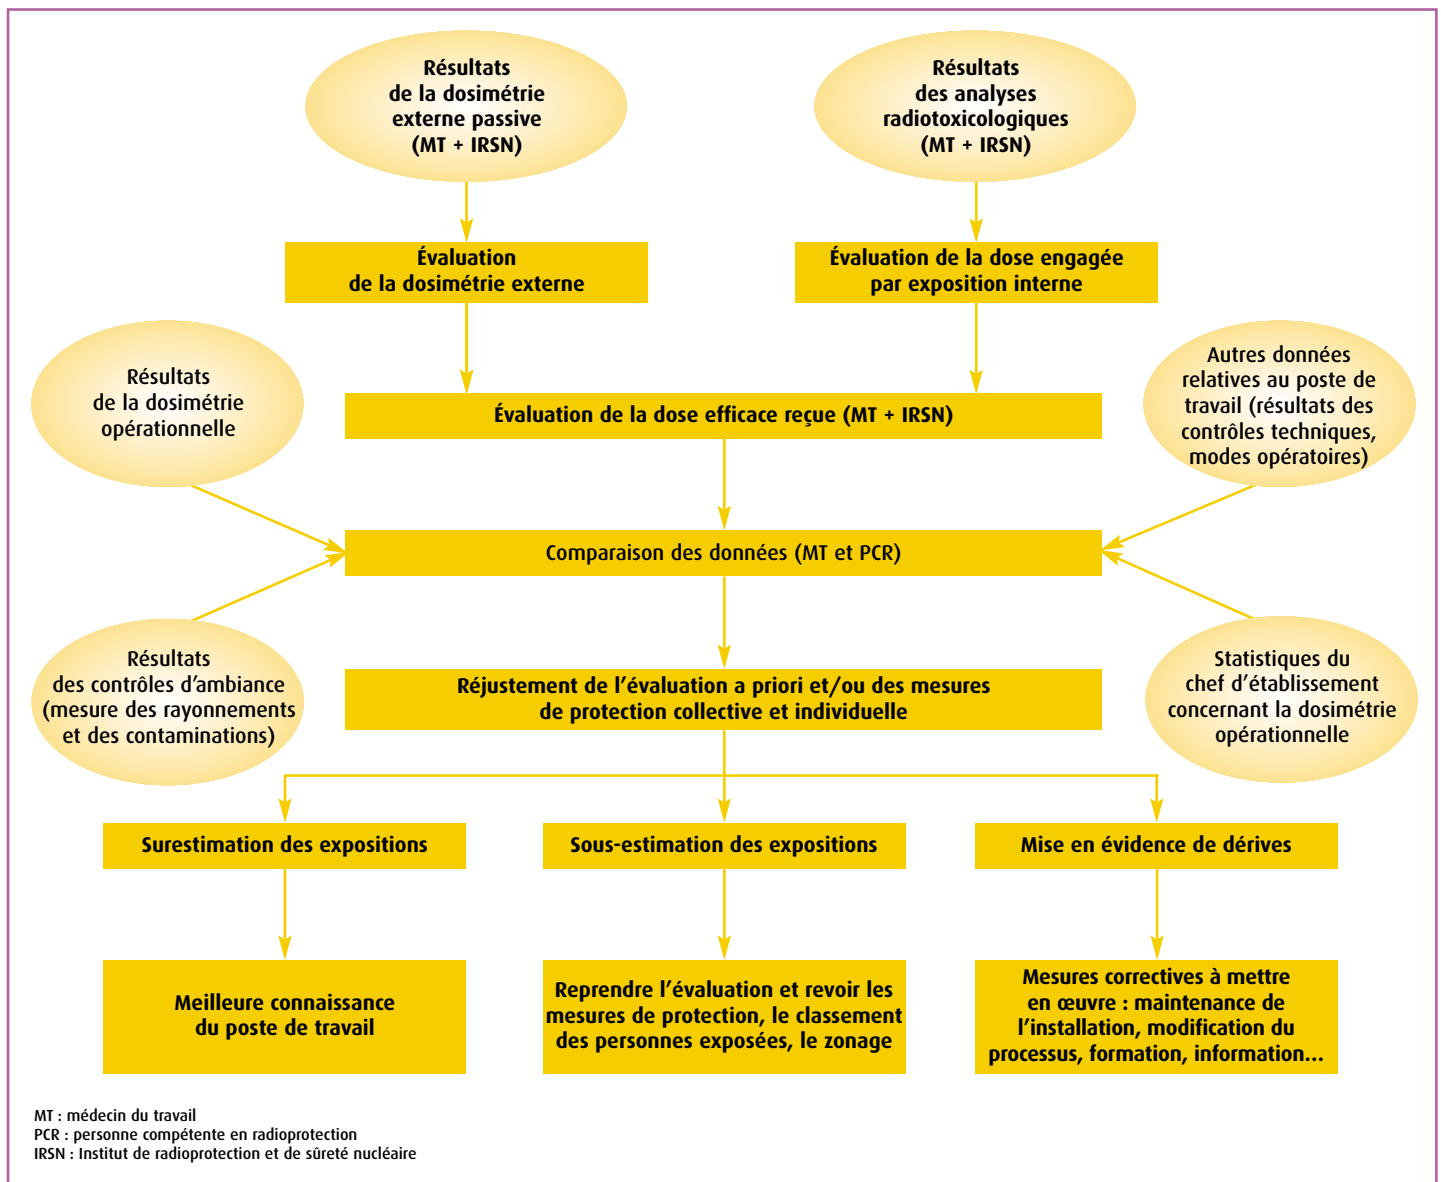 Résultats
de la dosimétrie
externe passive
(MT + IRSN)
Résultats
des analyses
radiotoxicologiques
(MT + IRSN)
Évaluation
de la dosimétrie externe
Évaluation de la dose engagée
par exposition interne
Résultats
de la dosimétrie
opérationnelle
Évaluation de la dose efficace reçue (MT + IRSN)
Autres données
relatives au poste de
travail (résultats des
contrôles techniques,
modes opératoires)
Comparaison des données (MT et PCR)
Résultats
des contrôles d'ambiance
(mesure des rayonnements
et des contaminations)
Réjustement de l'évaluation a priori et/ou des mesures
de protection collective et individuelle
Statistiques du
chef d'établissement
concernant la dosimétrie
opérationnelle
Surestimation des expositions
Sous-estimation des expositions
Mise en évidence de dérives
Meilleure connaissance
du poste de travail
Reprendre l'évaluation et revoir les
mesures de protection, le classement
des personnes exposées, le zonage
Mesures correctives à mettre
en œuvre : maintenance de
l'installation, modification du
processus, formation, information...
MT : médecin du travail
PCR : personne compétente en radioprotection
IRSN : Institut de radioprotection et de sûreté nucléaire